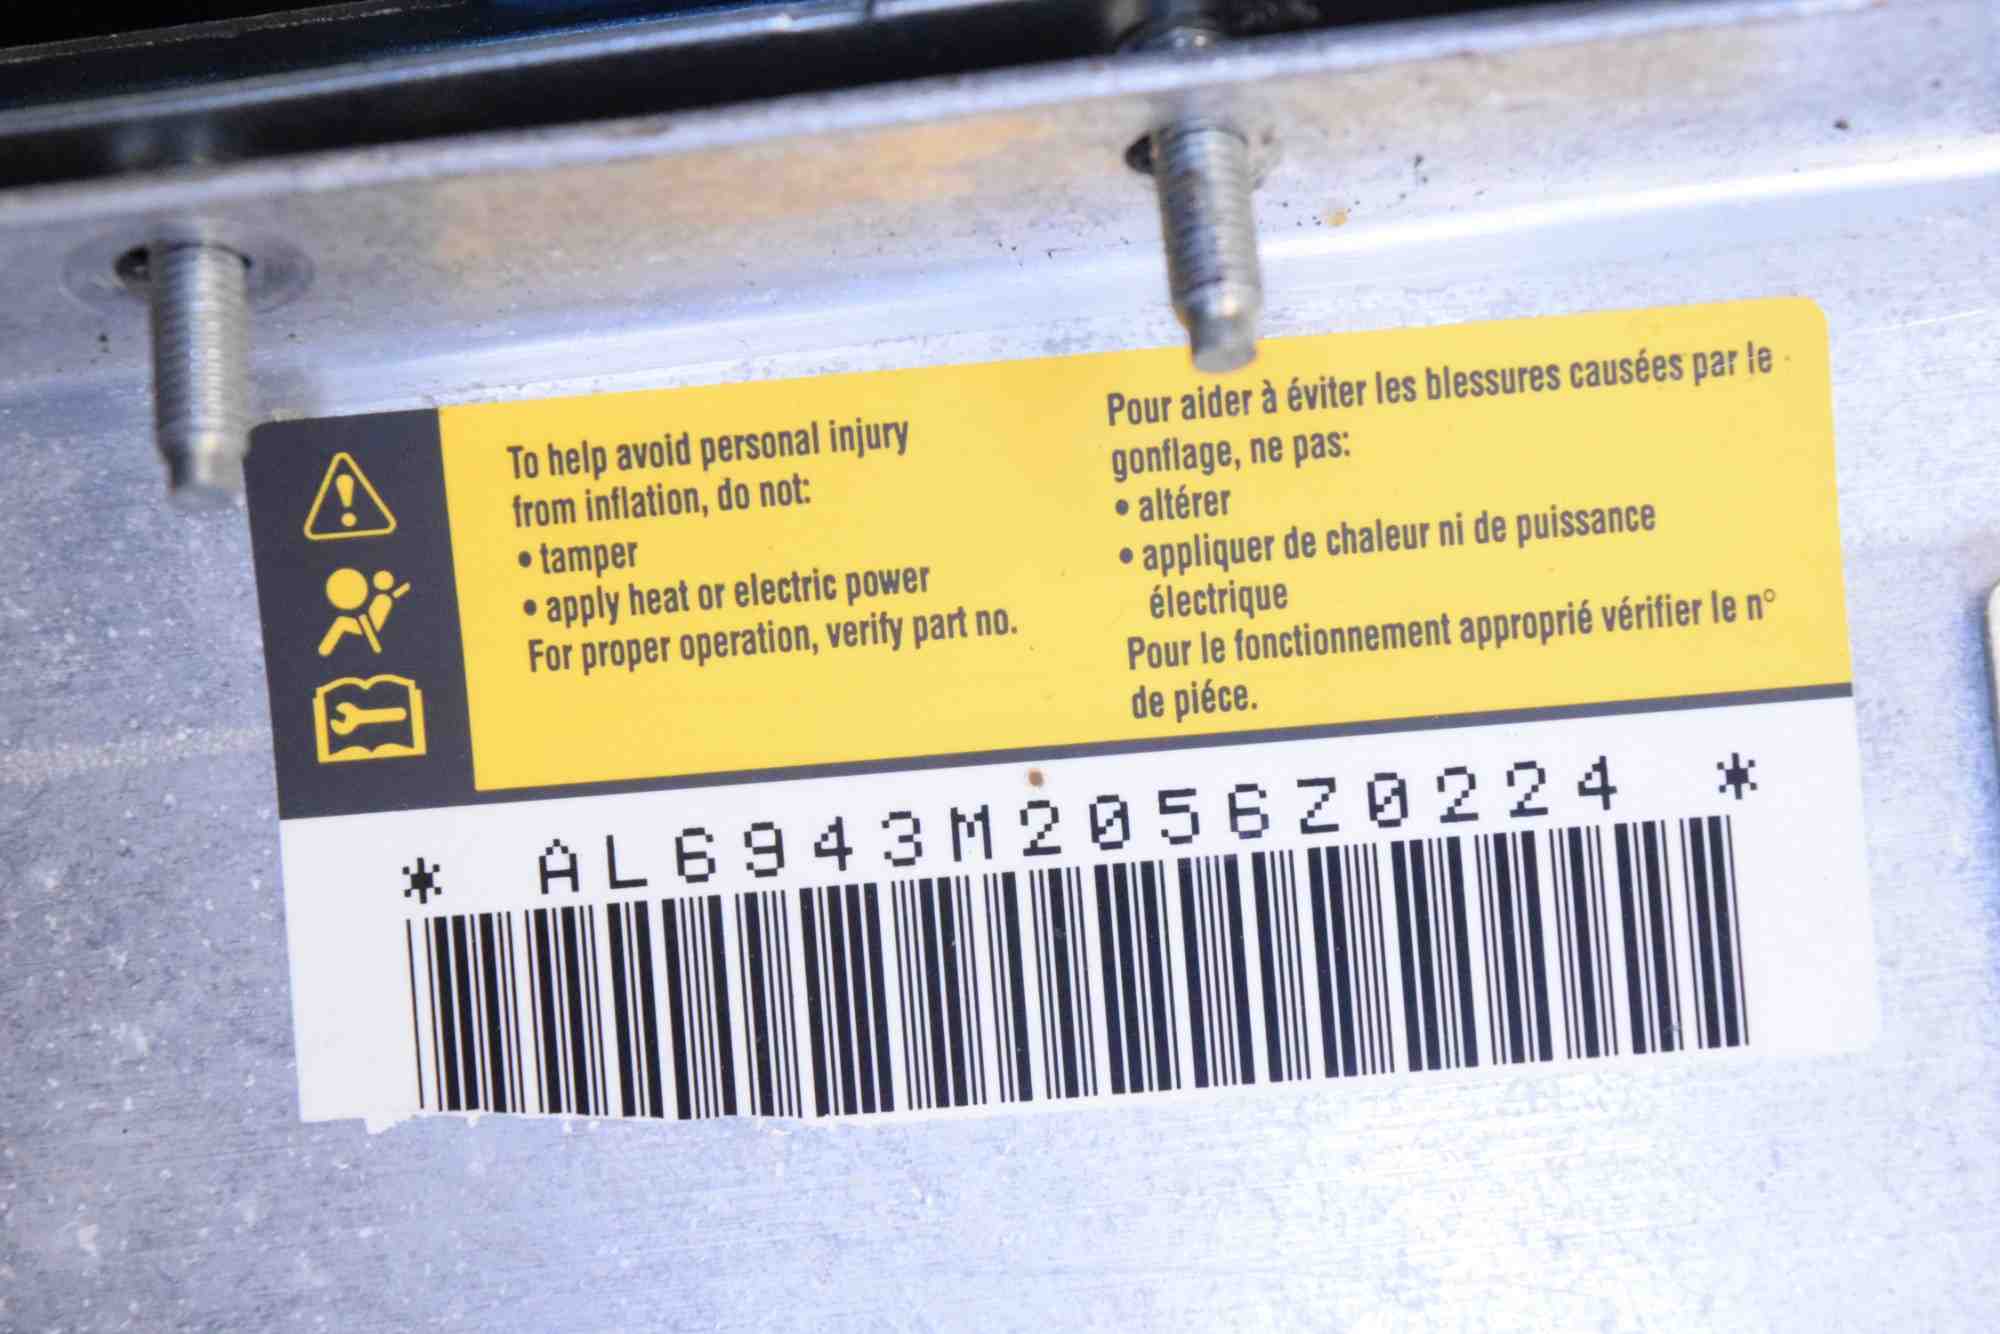 To help avoid personal injury
from inflation, do not:
• tamper
• apply heat or electric power
For proper operation, verify part no.
Pour aider à éviter les blessures causées par le
gonflage, ne pas:
• altérer
• appliquer de chaleur ni de puissance
électrique
Pour le fonctionnement approprié vérifier le n°
de piéce.
* AL6943M2056Z0224 *